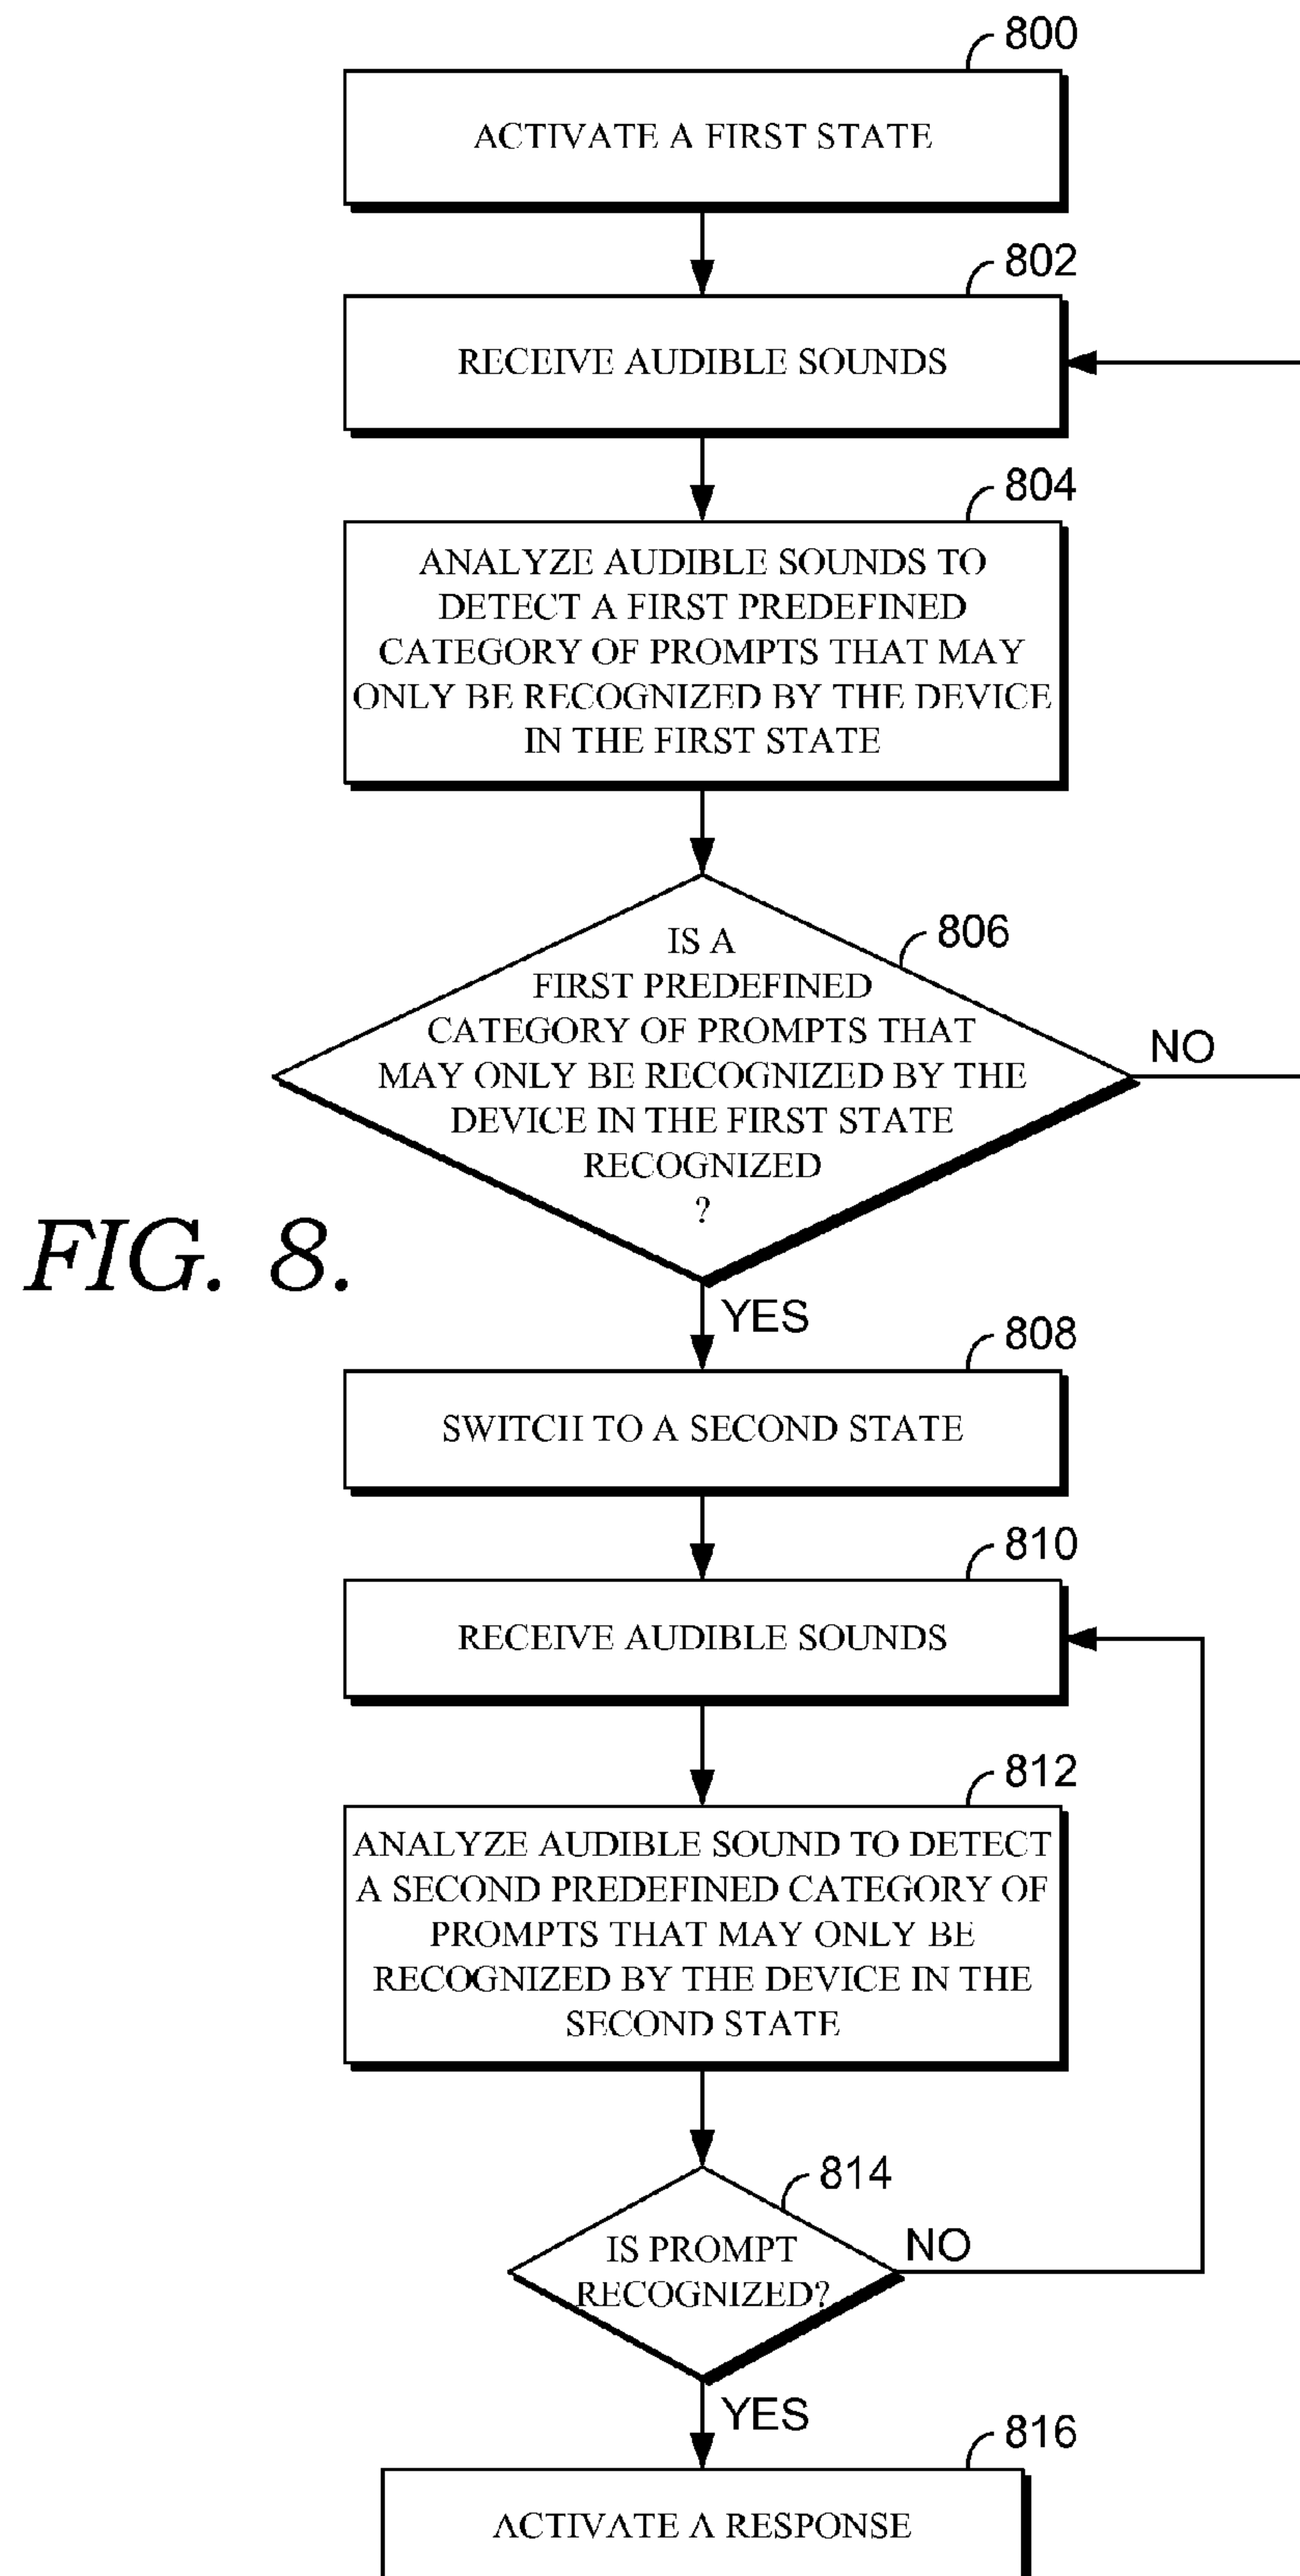 800
ACTIVATE A FIRST STATE
802
RECEIVE AUDIBLE SOUNDS
804
ANALYZE AUDIBLE SOUNDS TO
DETECT A FIRST PREDEFINED
CATEGORY OF PROMPTS THAT MAY
ONLY BE RECOGNIZED BY THE DEVICE
IN THE FIRST STATE
806
IS A
FIRST PREDEFINED
CATEGORY OF PROMPTS THAT
MAY ONLY BE RECOGNIZED BY THE
DEVICE IN THE FIRST STATE
RECOGNIZED
?
NO
FIG. 8.
YES
808
SWITCH TO A SECOND STATE
810
RECEIVE AUDIBLE SOUNDS
812
ANALYZE AUDIBLE SOUND TO DETECT
A SECOND PREDEFINED CATEGORY OF
PROMPTS THAT MAY ONLY BE
RECOGNIZED BY THE DEVICE IN THE
SECOND STATE
814
IS PROMPT
RECOGNIZED?
NO
YES
816
ACTIVATE A RESPONSE